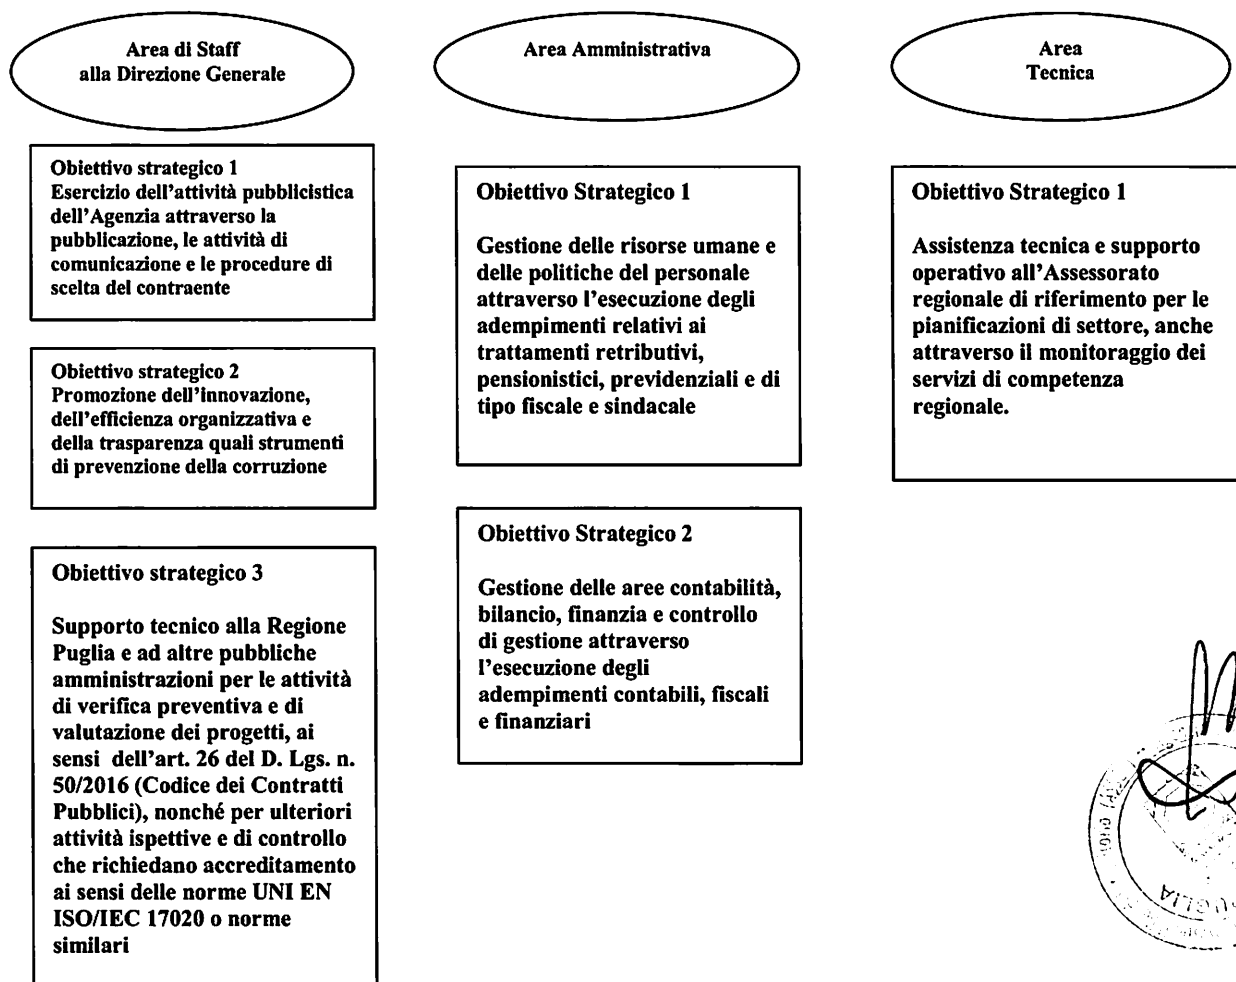 Area di Staff
alla Direzione Generale
Obiettivo strategico 1
Esercizio dell'attività pubblicistica
dell'Agenzia attraverso la
pubblicazione, le attività di
comunicazione e le procedure di
scelta del contraente
Obiettivo strategico 2
Promozione dell'innovazione,
dell'efficienza organizzativa e
della trasparenza quali strumenti
di prevenzione della corruzione
Obiettivo strategico 3
Supporto tecnico alla Regione
Puglia e ad altre pubbliche
amministrazioni per le attività
di verifica preventiva e di
valutazione dei progetti, ai
sensi dell'art. 26 del D. Lgs. n.
50/2016 (Codice dei Contratti
Pubblici), nonché per ulteriori
attività ispettive e di controllo
che richiedano accreditamento
ai sensi delle norme UNI EN
ISO/IEC 17020 o norme
similari
Area Amministrativa
Obiettivo Strategico 1
Gestione delle risorse umane e
delle politiche del personale
attraverso l'esecuzione degli
adempimenti relativi ai
trattamenti retributivi,
pensionistici, previdenziali e di
tipo fiscale e sindacale
Obiettivo Strategico 2
Gestione delle aree contabilità,
bilancio, finanzia e controllo
di gestione attraverso
l'esecuzione degli
adempimenti contabili, fiscali
e finanziari
Area
Tecnica
Obiettivo Strategico 1
Assistenza tecnica e supporto
operativo all'Assessorato
regionale di riferimento per le
pianificazioni di settore, anche
attraverso il monitoraggio dei
servizi di competenza
regionale.
PUGLIA